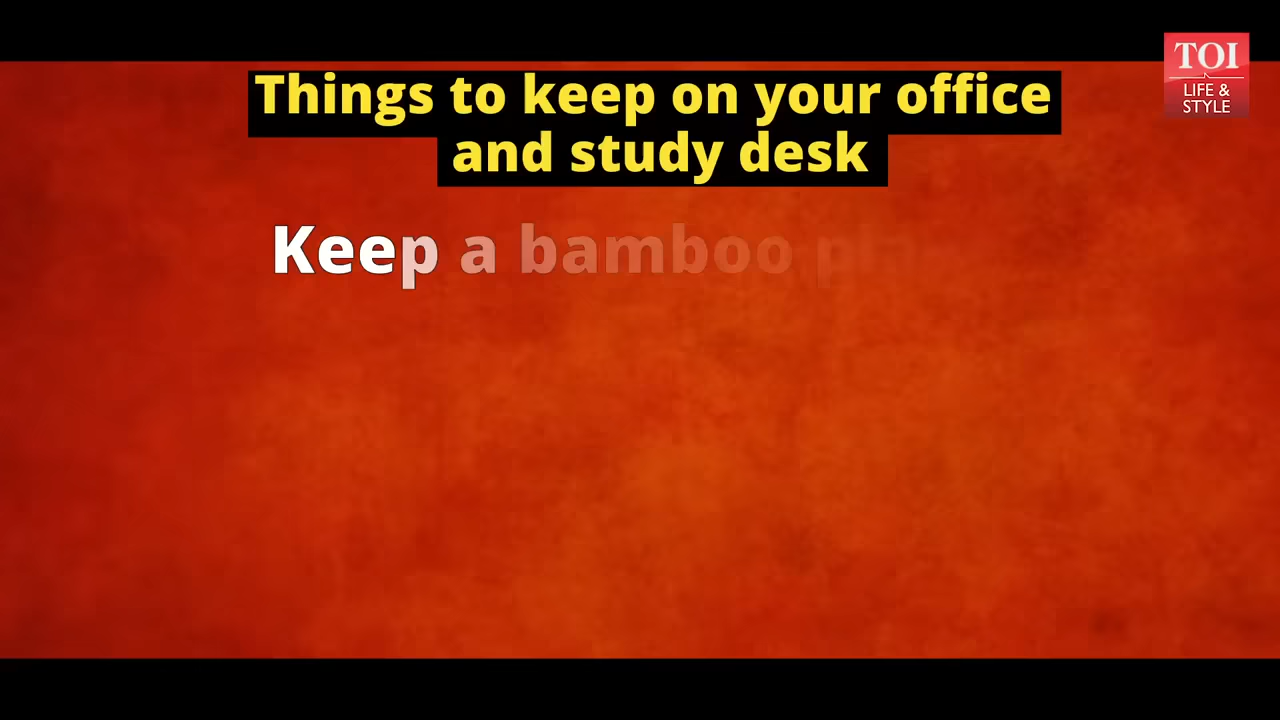 TOI
LIFE &
STYLE
Things to keep on your office
and study desk
Keep a bamboo